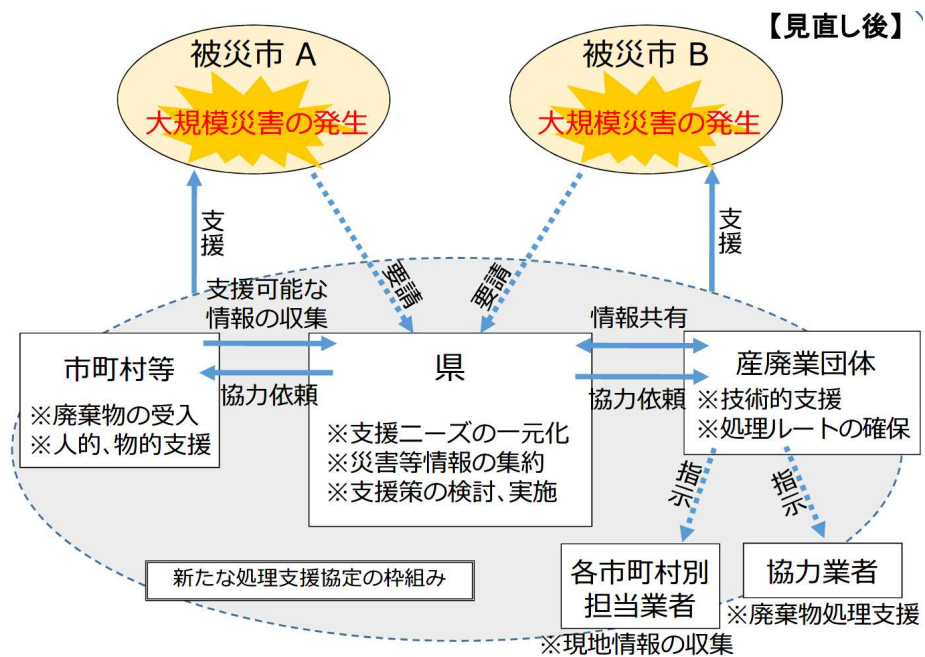 【見直し後】
被災市 A
大規模災害の発生
被災市 B
大規模災害の発生
支援
要請
要請
支援
支援可能な
情報の収集
協力依頼
情報共有
協力依頼
市町村等
※廃棄物の受入
※人的、物的支援
県
※支援ニーズの一元化
※災害等情報の集約
※支援策の検討、実施
産廃業団体
※技術的支援
※処理ルートの確保
指示
指示
新たな処理支援協定の枠組み
各市町村別
担当業者
※現地情報の収集
協力業者
※廃棄物処理支援